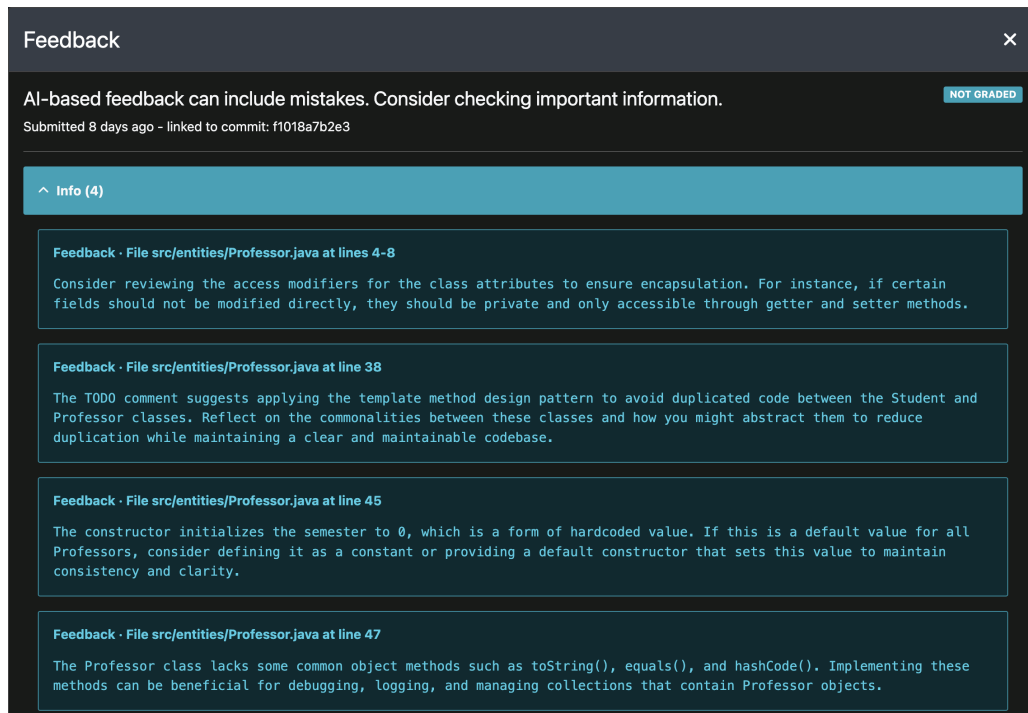 Feedback
AI-based feedback can include mistakes. Consider checking important information.
NOT GRADED
Submitted 8 days ago - linked to commit: f1018a7b2e3
Info (4)
Feedback · File src/entities/Professor.java at lines 4-8
Consider reviewing the access modifiers for the class attributes to ensure encapsulation. For instance, if certain
fields should not be modified directly, they should be private and only accessible through getter and setter methods.
Feedback · File src/entities/Professor.java at line 38
The TODO comment suggests applying the template method design pattern to avoid duplicated code between the Student and
Professor classes. Reflect on the commonalities between these classes and how you might abstract them to reduce
duplication while maintaining a clear and maintainable codebase.
Feedback · File src/entities/Professor.java at line 45
The constructor initializes the semester to 0, which is a form of hardcoded value. If this is a default value for all
Professors, consider defining it as a constant or providing a default constructor that sets this value to maintain
consistency and clarity.
Feedback · File src/entities/Professor.java at line 47
The Professor class lacks some common object methods such as toString(), equals(), and hashCode(). Implementing these
methods can be beneficial for debugging, logging, and managing collections that contain Professor objects.